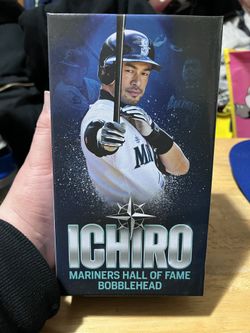 ICHIRO
MARINERS HALL OF FAME
BOBBLEHEAD